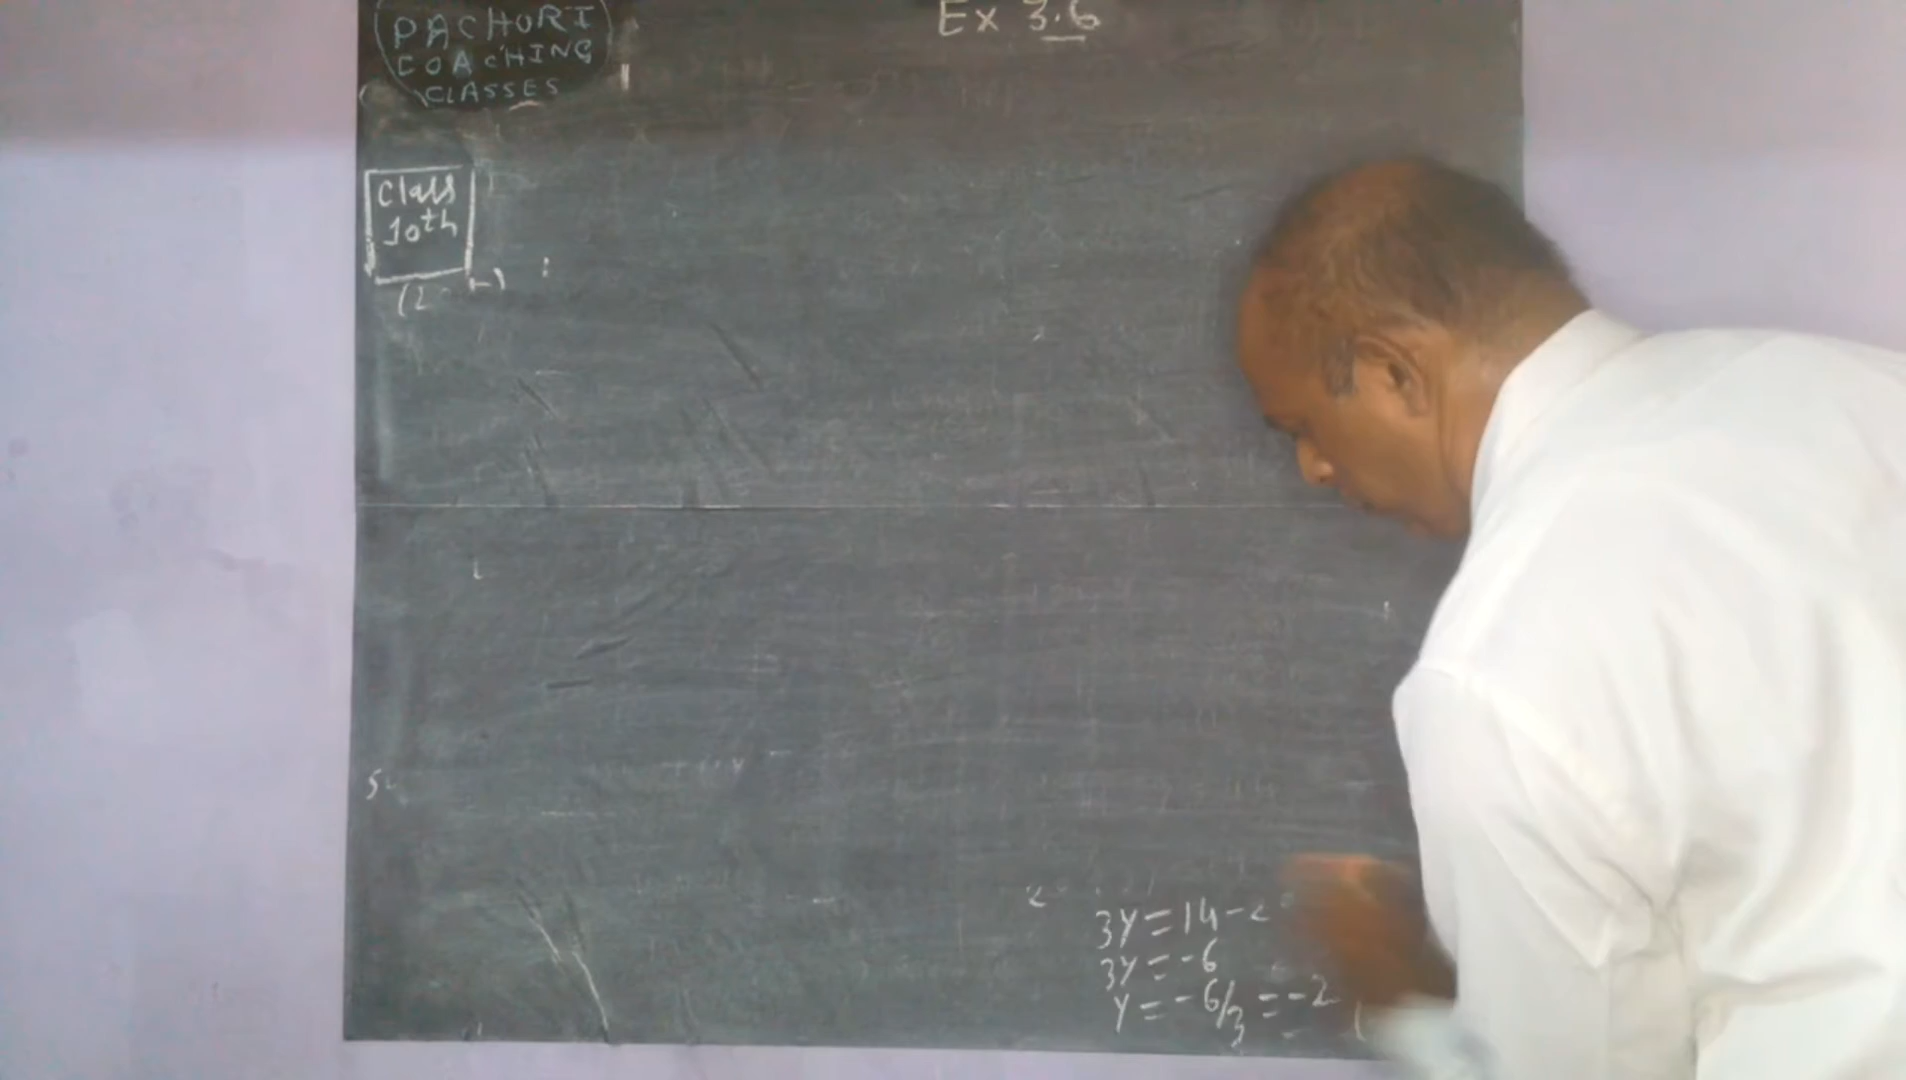 PACHORI
COACHING
CLASSES
Ex 3.6
Class
10th
3y = 14 - 2
3y = -6
y = -6/3 = -2